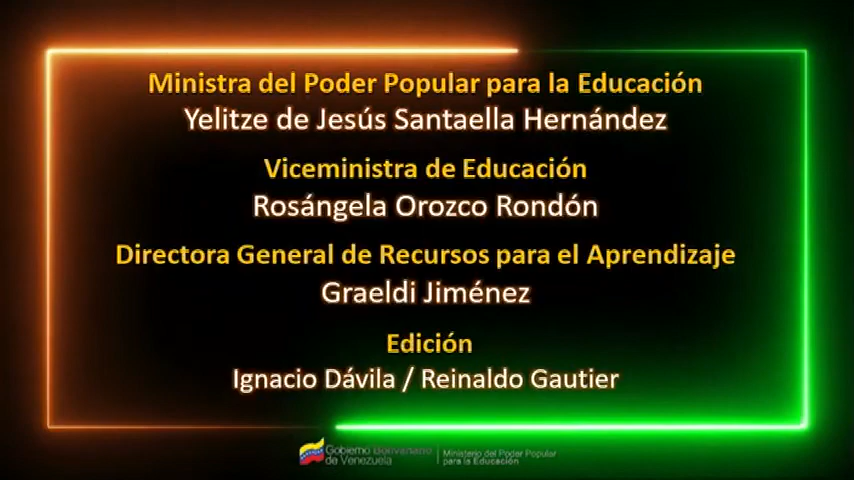 Ministra del Poder Popular para la Educación
Yelitze de Jesús Santaella Hernández
Viceministra de Educación
Rosángela Orozco Rondón
Directora General de Recursos para el Aprendizaje
Graeldi Jiménez
Edición
Ignacio Dávila / Reinaldo Gautier
Gobierno Bolivariano
de Venezuela
Ministerio del Poder Popular
para la Educación